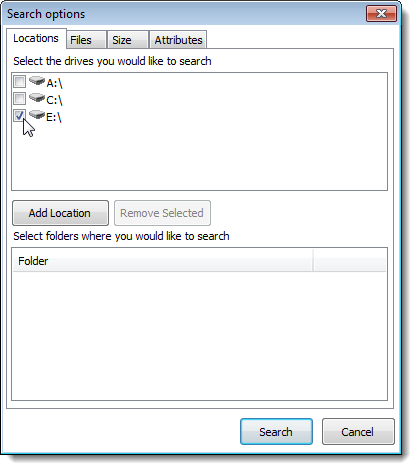 Search options
Locations Files Size Attributes
Select the drives you would like to search
A:\
C:\
E:\
Add Location Remove Selected
Select folders where you would like to search
Folder
Search Cancel